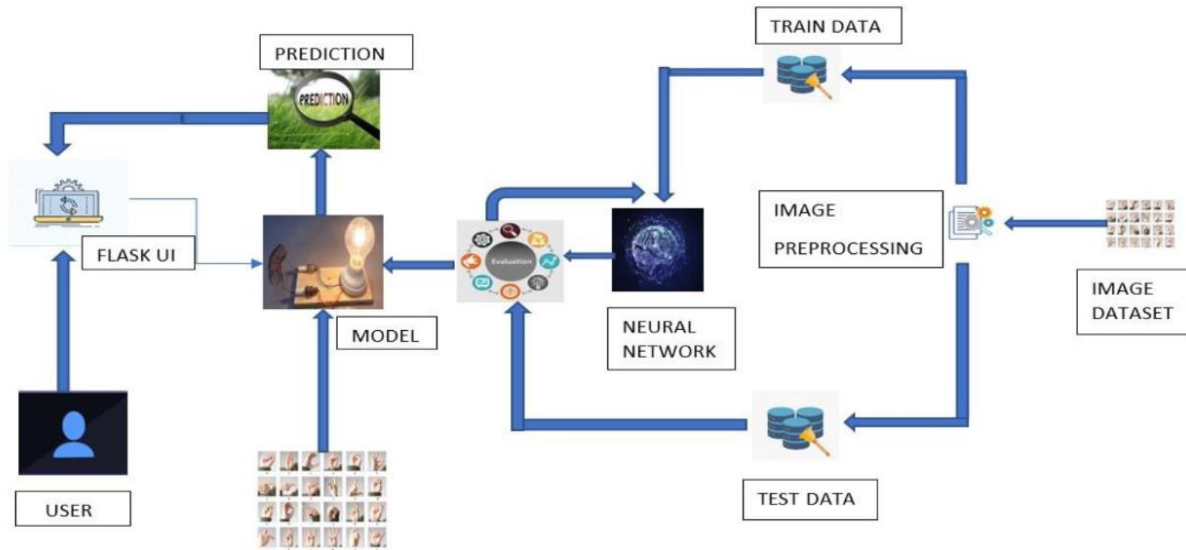 TRAIN DATA
PREDICTION
PREDICTION
IMAGE
PREPROCESSING
FLASK UI
Evaluation
IMAGE
DATASET
MODEL
NEURAL
NETWORK
USER
TEST DATA